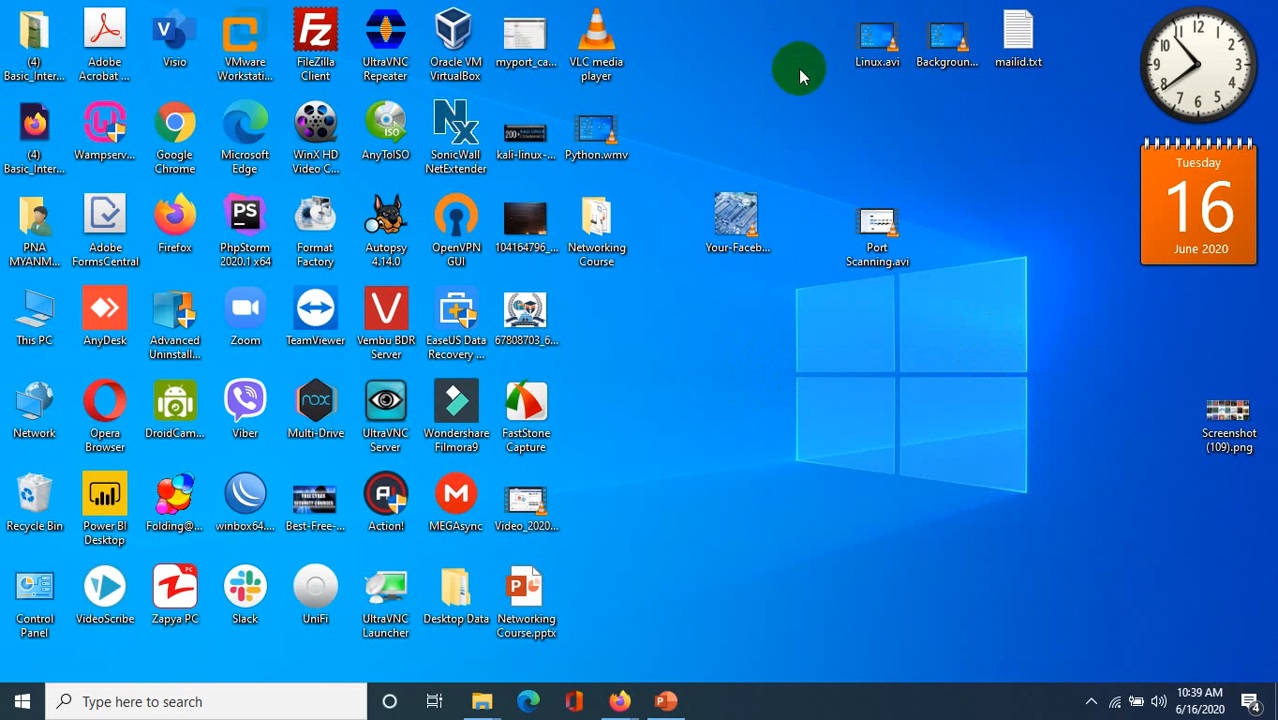 (4)
Basic_Inter...
Adobe
Acrobat ...
Visio
VMware
Workstati...
FileZilla
Client
UltraVNC
Repeater
Oracle VM
VirtualBox
myport_ca...
VLC media
player
Linux.avi
Backgroun...
mailid.txt
(4)
Basic_Inter...
Wampserv...
Google
Chrome
Microsoft
Edge
WinX HD
Video C...
AnyToISO
SonicWall
NetExtender
kali-linux-...
Python.wmv
Tuesday
16
June 2020
PNA
MYANM...
Adobe
FormsCentral
Firefox
PhpStorm
2020.1 x64
Format
Factory
Autopsy
4.14.0
OpenVPN
GUI
104164796_...
Networking
Course
Your-Faceb...
Port
Scanning.avi
This PC
AnyDesk
Advanced
Uninstall...
Zoom
TeamViewer
Vembu BDR
Server
EaseUS Data
Recovery ...
67808703_6...
Network
Opera
Browser
DroidCam...
Viber
Multi-Drive
UltraVNC
Server
Wondershare
Filmora9
FastStone
Capture
Screenshot
(109).png
Recycle Bin
Power BI
Desktop
Folding@...
winbox64....
Best-Free-...
Action!
MEGAsync
Video_2020...
Control
Panel
VideoScribe
Zapya PC
Slack
UniFi
UltraVNC
Launcher
Desktop Data
Networking
Course.pptx
Type here to search
10:39 AM
6/16/2020
4